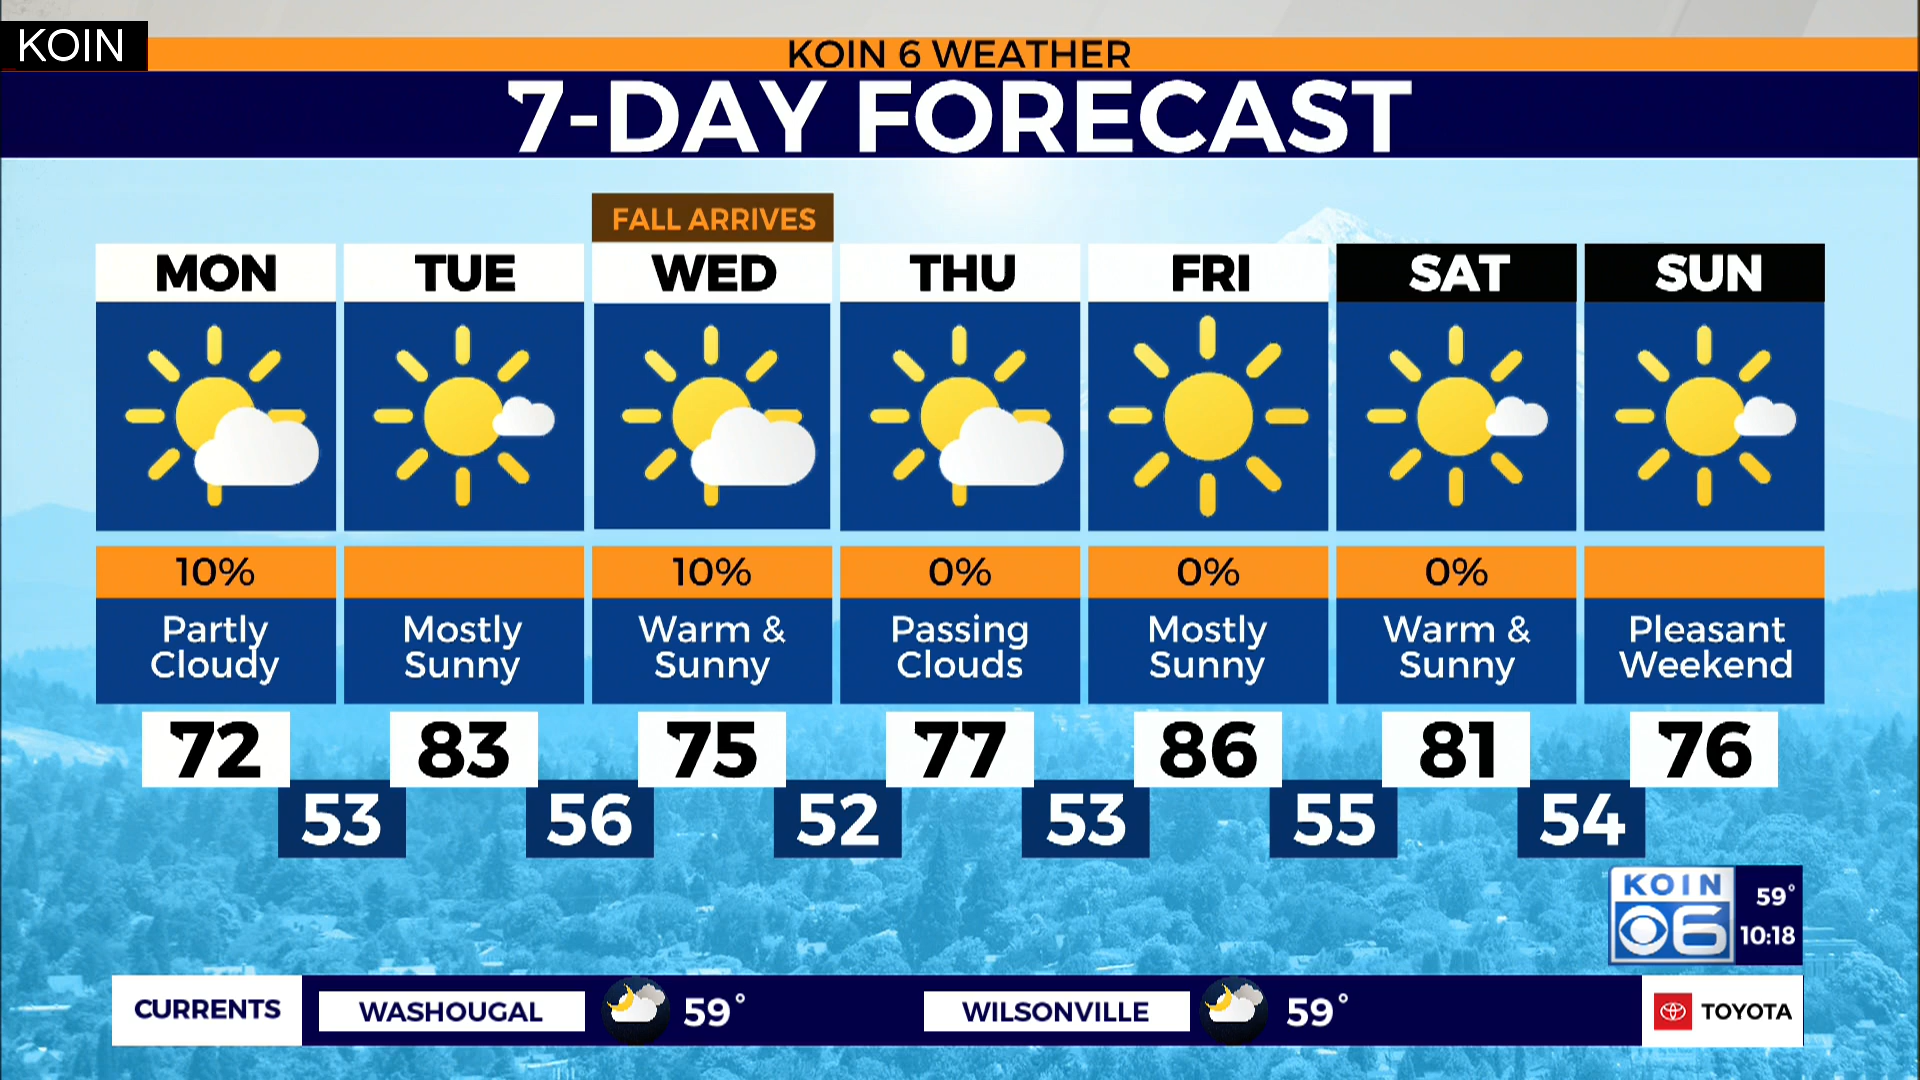 KOIN
KOIN 6 WEATHER
7-DAY FORECAST
FALL ARRIVES
MON TUE WED THU FRI SAT SUN
10% 10% 0% 0% 0%
Partly Mostly Warm & Passing Mostly Warm & Pleasant
Cloudy Sunny Sunny Clouds Sunny Sunny Weekend
72 83 75 77 86 81 76
53 56 52 53 55 54
KOIN
6
59°
10:18
CURRENTS WASHOUGAL 59° WILSONVILLE 59° TOYOTA